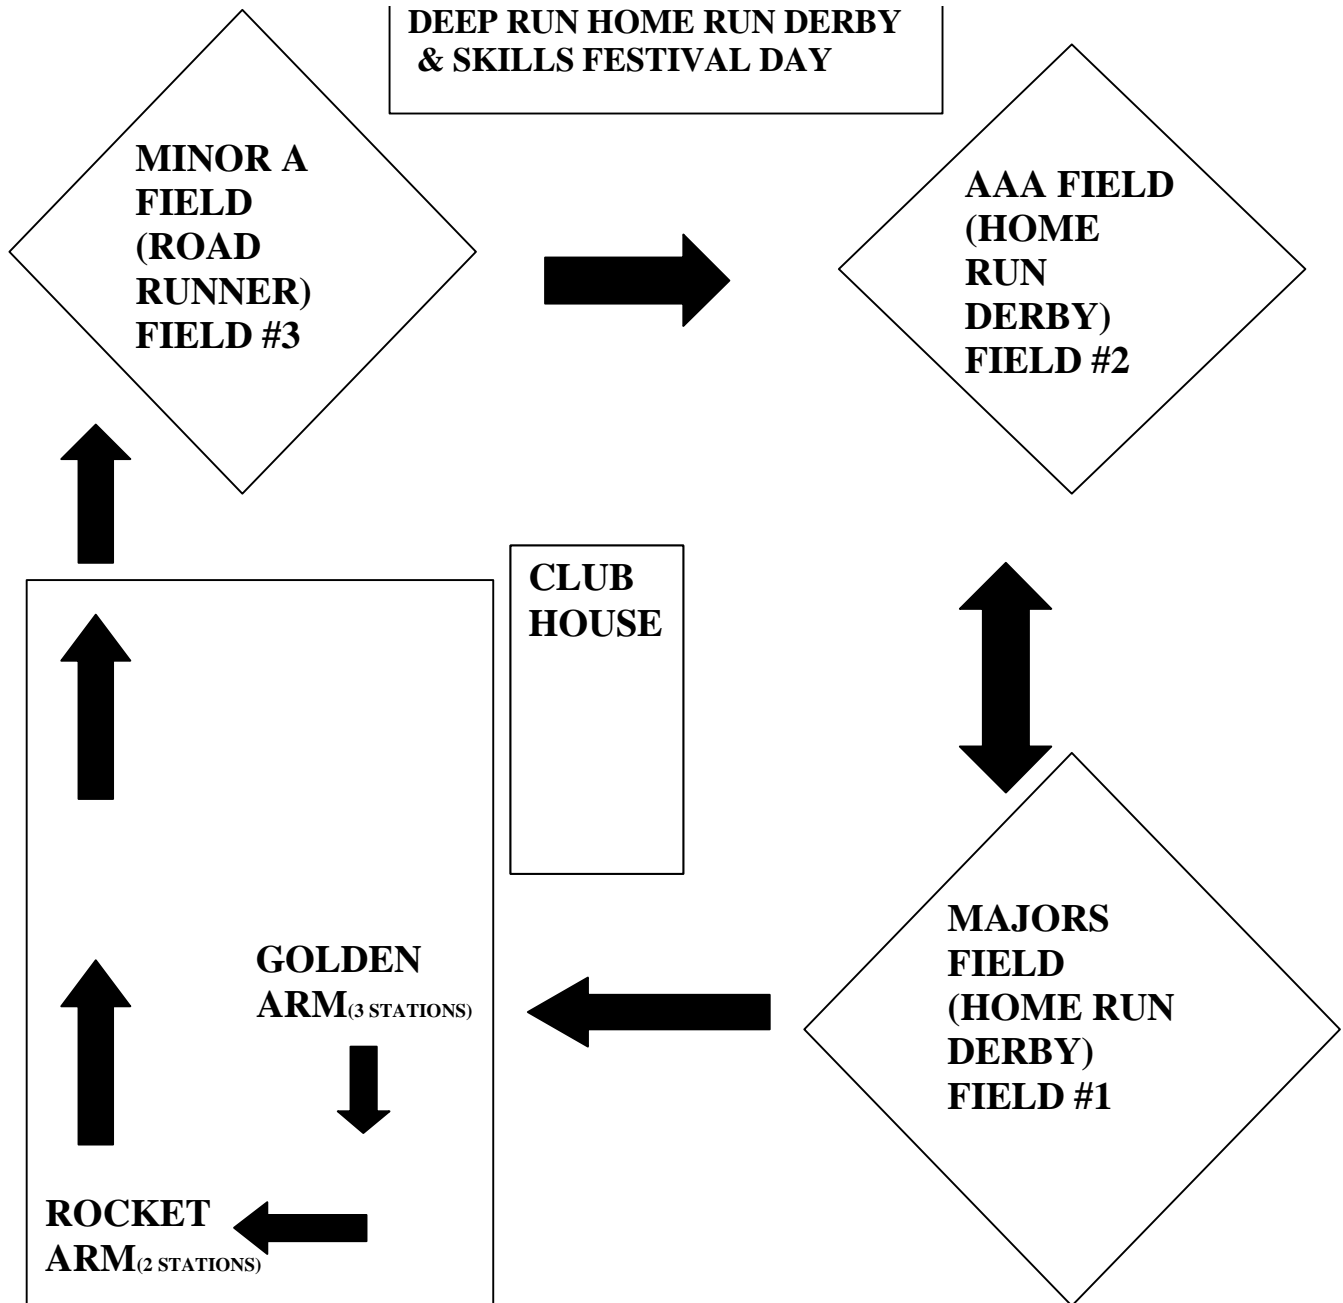 DEEP RUN HOME RUN DERBY
& SKILLS FESTIVAL DAY
MINOR A
FIELD
(ROAD
RUNNER)
FIELD #3
AAA FIELD
(HOME
RUN
DERBY)
FIELD #2
CLUB
HOUSE
GOLDEN
ARM(3 STATIONS)
MAJORS
FIELD
(HOME RUN
DERBY)
FIELD #1
ROCKET
ARM(2 STATIONS)